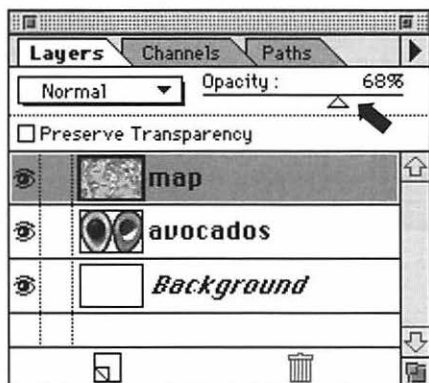 Layers Channels Paths
Normal Opacity : 68%
Preserve Transparency
map
avocados
Background